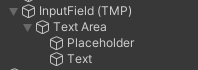 InputField (TMP)
Text Area
Placeholder
Text